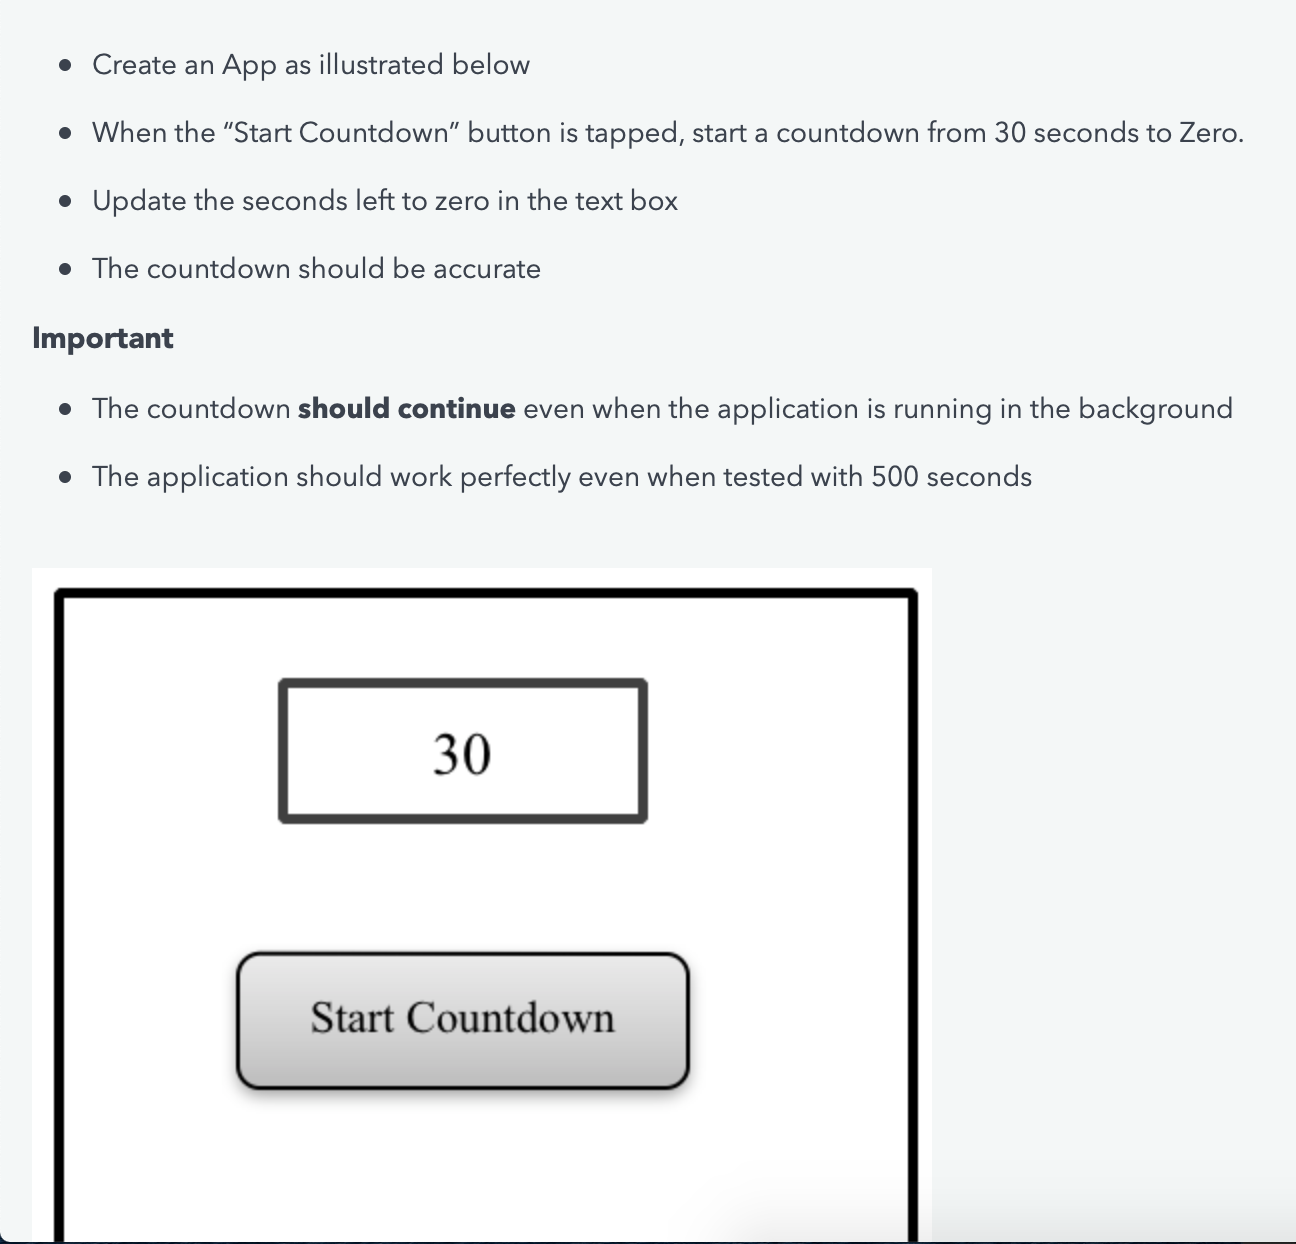 Create an App as illustrated below
When the “Start Countdown” button is tapped, start a countdown from 30 seconds to Zero.
Update the seconds left to zero in the text box
The countdown should be accurate
Important
The countdown should continue even when the application is running in the background
The application should work perfectly even when tested with 500 seconds
30
Start Countdown